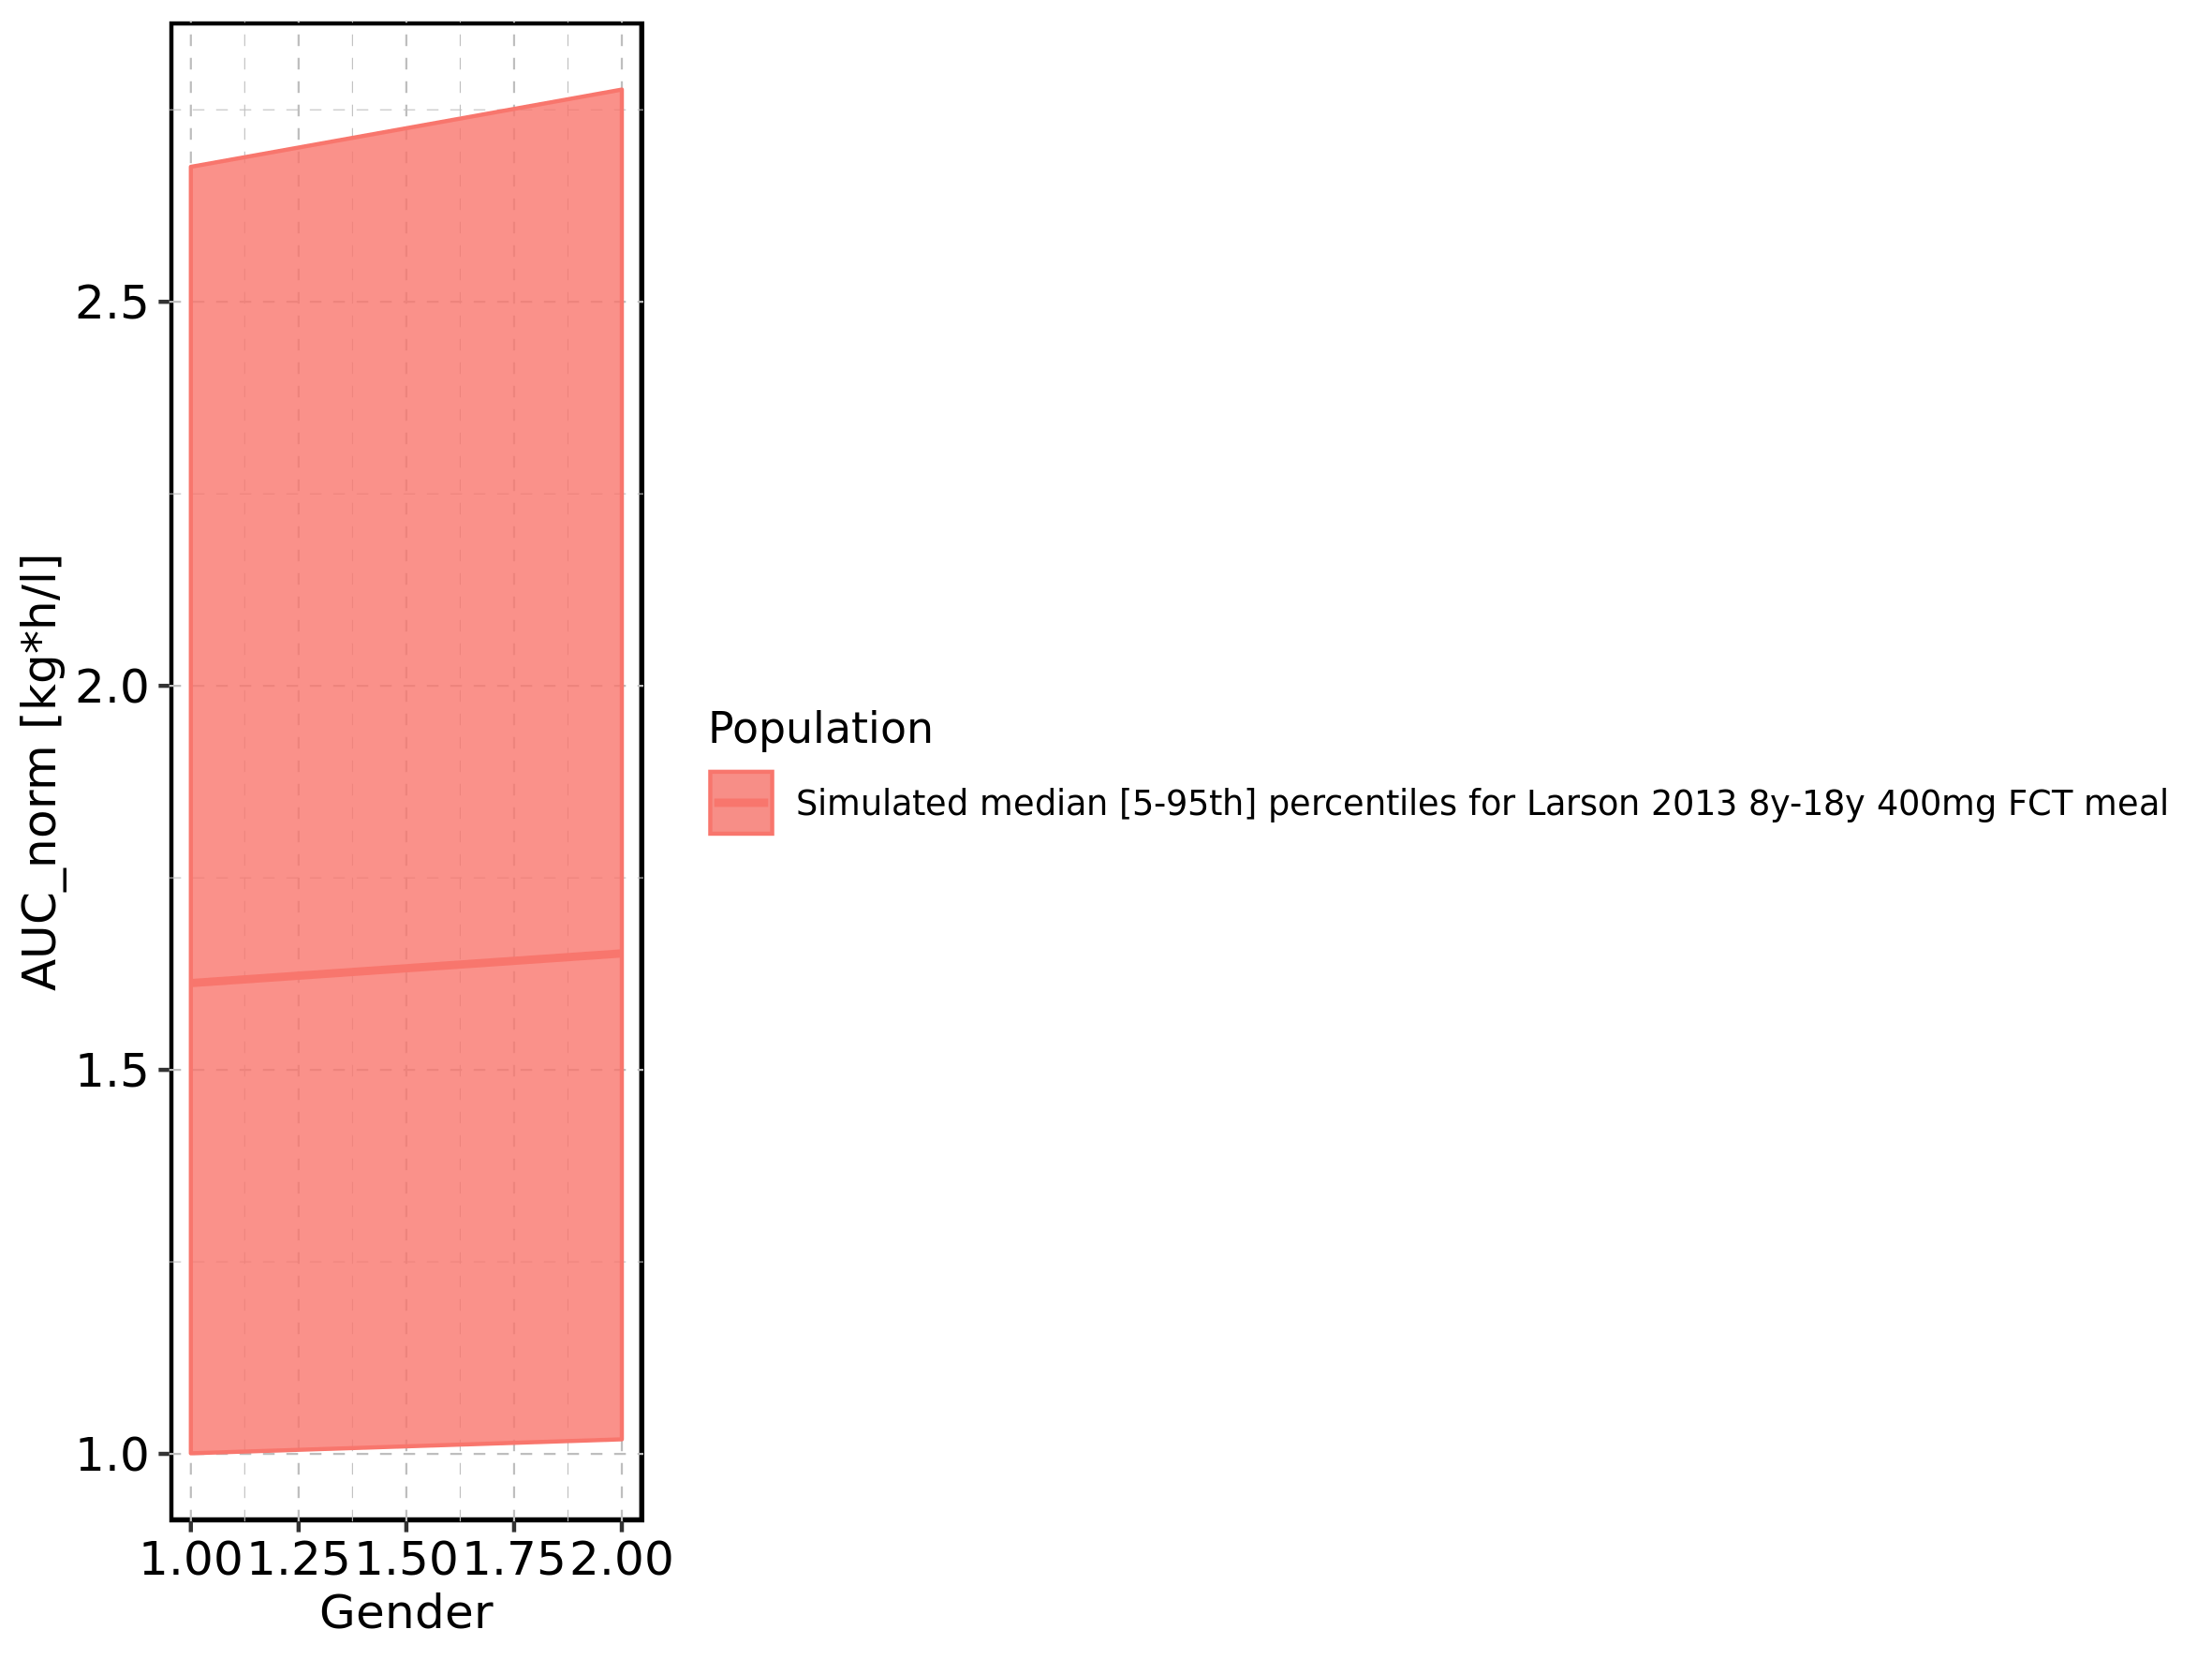 2.5
2.0
1.5
1.0
AUC_norm [kg*h/l]
1.00 1.25 1.50 1.75 2.00
Gender
Population
Simulated median [5-95th] percentiles for Larson 2013 8y-18y 400mg FCT meal